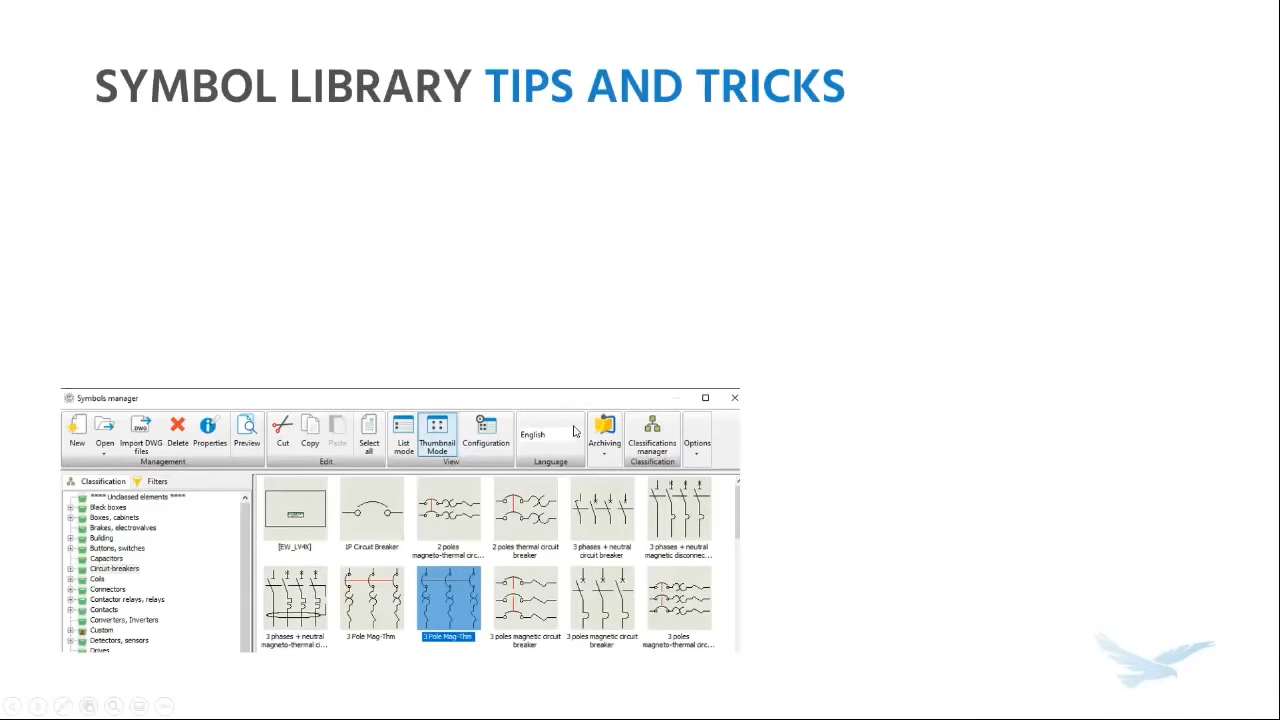 SYMBOL LIBRARY TIPS AND TRICKS
Symbols manager
New
Open
Import DWG
files
Delete
Properties
Preview
Cut
Copy
Paste
Select
all
List
mode
Thumbnail
Mode
Configuration
English
Archiving
Classifications
manager
Options
Management
Edit
View
Language
Classification
Classification
Filters
**** Unclassed elements ****
Black boxes
Boxes, cabinets
Brakes, electrovalves
Building
Buttons, switches
Capacitors
Circuit-breakers
Coils
Connectors
Contactor relays, relays
Contacts
Converters, Inverters
Custom
Detectors, sensors
Drives
[EW_LV4X]
1P Circuit Breaker
2 poles
magneto-thermal circ...
2 poles thermal circuit
breaker
3 phases + neutral
circuit breaker
3 phases + neutral
magnetic disconnec...
3 phases + neutral
magneto-thermal ci...
3 Pole Mag-Thm
3 Pole Mag-Thm
3 poles magnetic circuit
breaker
3 poles magnetic circuit
breaker
3 poles
magneto-thermal circ...